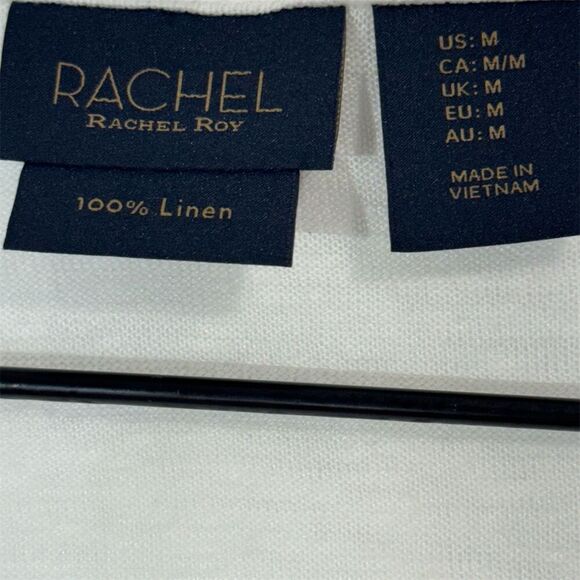 RACHEL
RACHEL ROY
100% Linen
US: M
CA: M/M
UK: M
EU: M
AU: M
MADE IN
VIETNAM